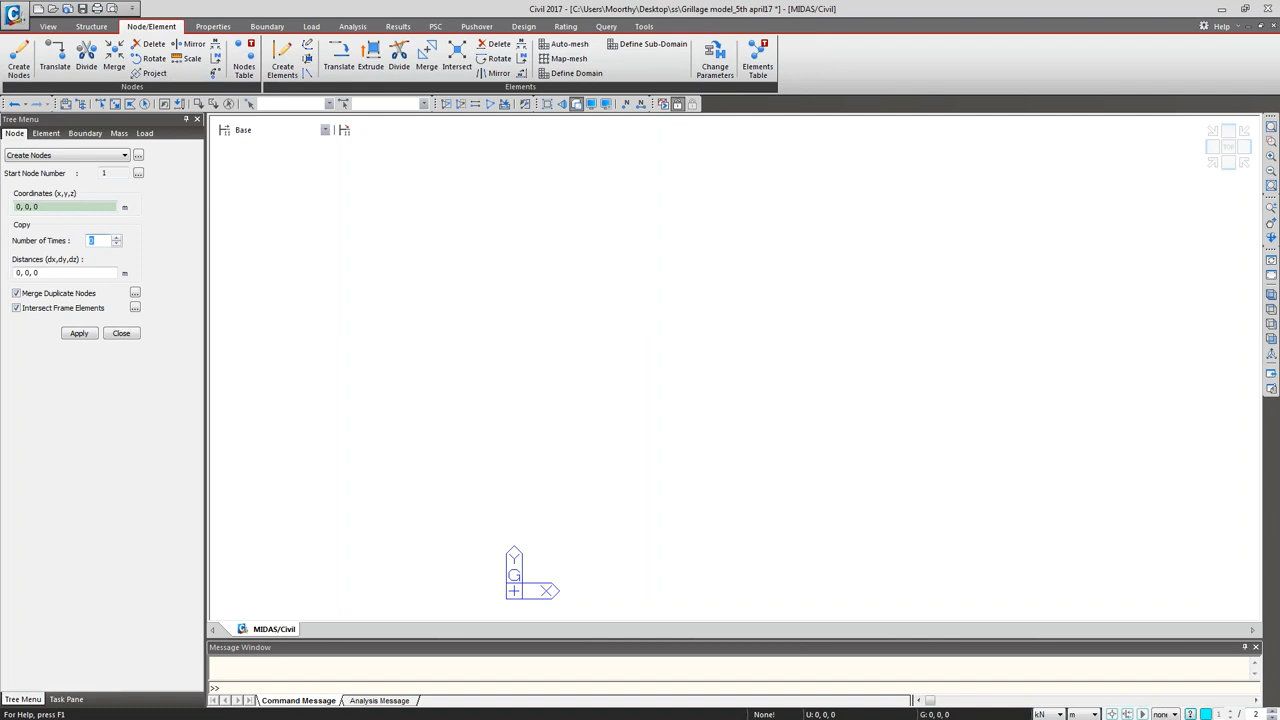 Civil 2017 - [C:\Users\Moorthy\Desktop\ss\Grillage model_5th april17 *] - [MIDAS/Civil]
View Structure Node/Element Properties Boundary Load Analysis Results PSC Pushover Design Rating Query Tools Help
Create Nodes Translate Divide Merge Delete Rotate Project Mirror Scale Nodes Table
Create Elements Translate Extrude Divide Merge Intersect Delete Rotate Mirror Auto-mesh Map-mesh Define Domain Define Sub-Domain Change Parameters Elements Table
Nodes Elements
Tree Menu
Node Element Boundary Mass Load
Base
Create Nodes
Start Node Number : 1
Coordinates (x,y,z)
0, 0, 0 m
Copy
Number of Times : 0
Distances (dx,dy,dz) :
0, 0, 0 m
Merge Duplicate Nodes
Intersect Frame Elements
Apply Close
TOP
Y
G
X
MIDAS/Civil
Message Window
>>
Tree Menu Task Pane
Command Message Analysis Message
For Help, press F1 None! U: 0, 0, 0 G: 0, 0, 0 kN m none 1 / 2